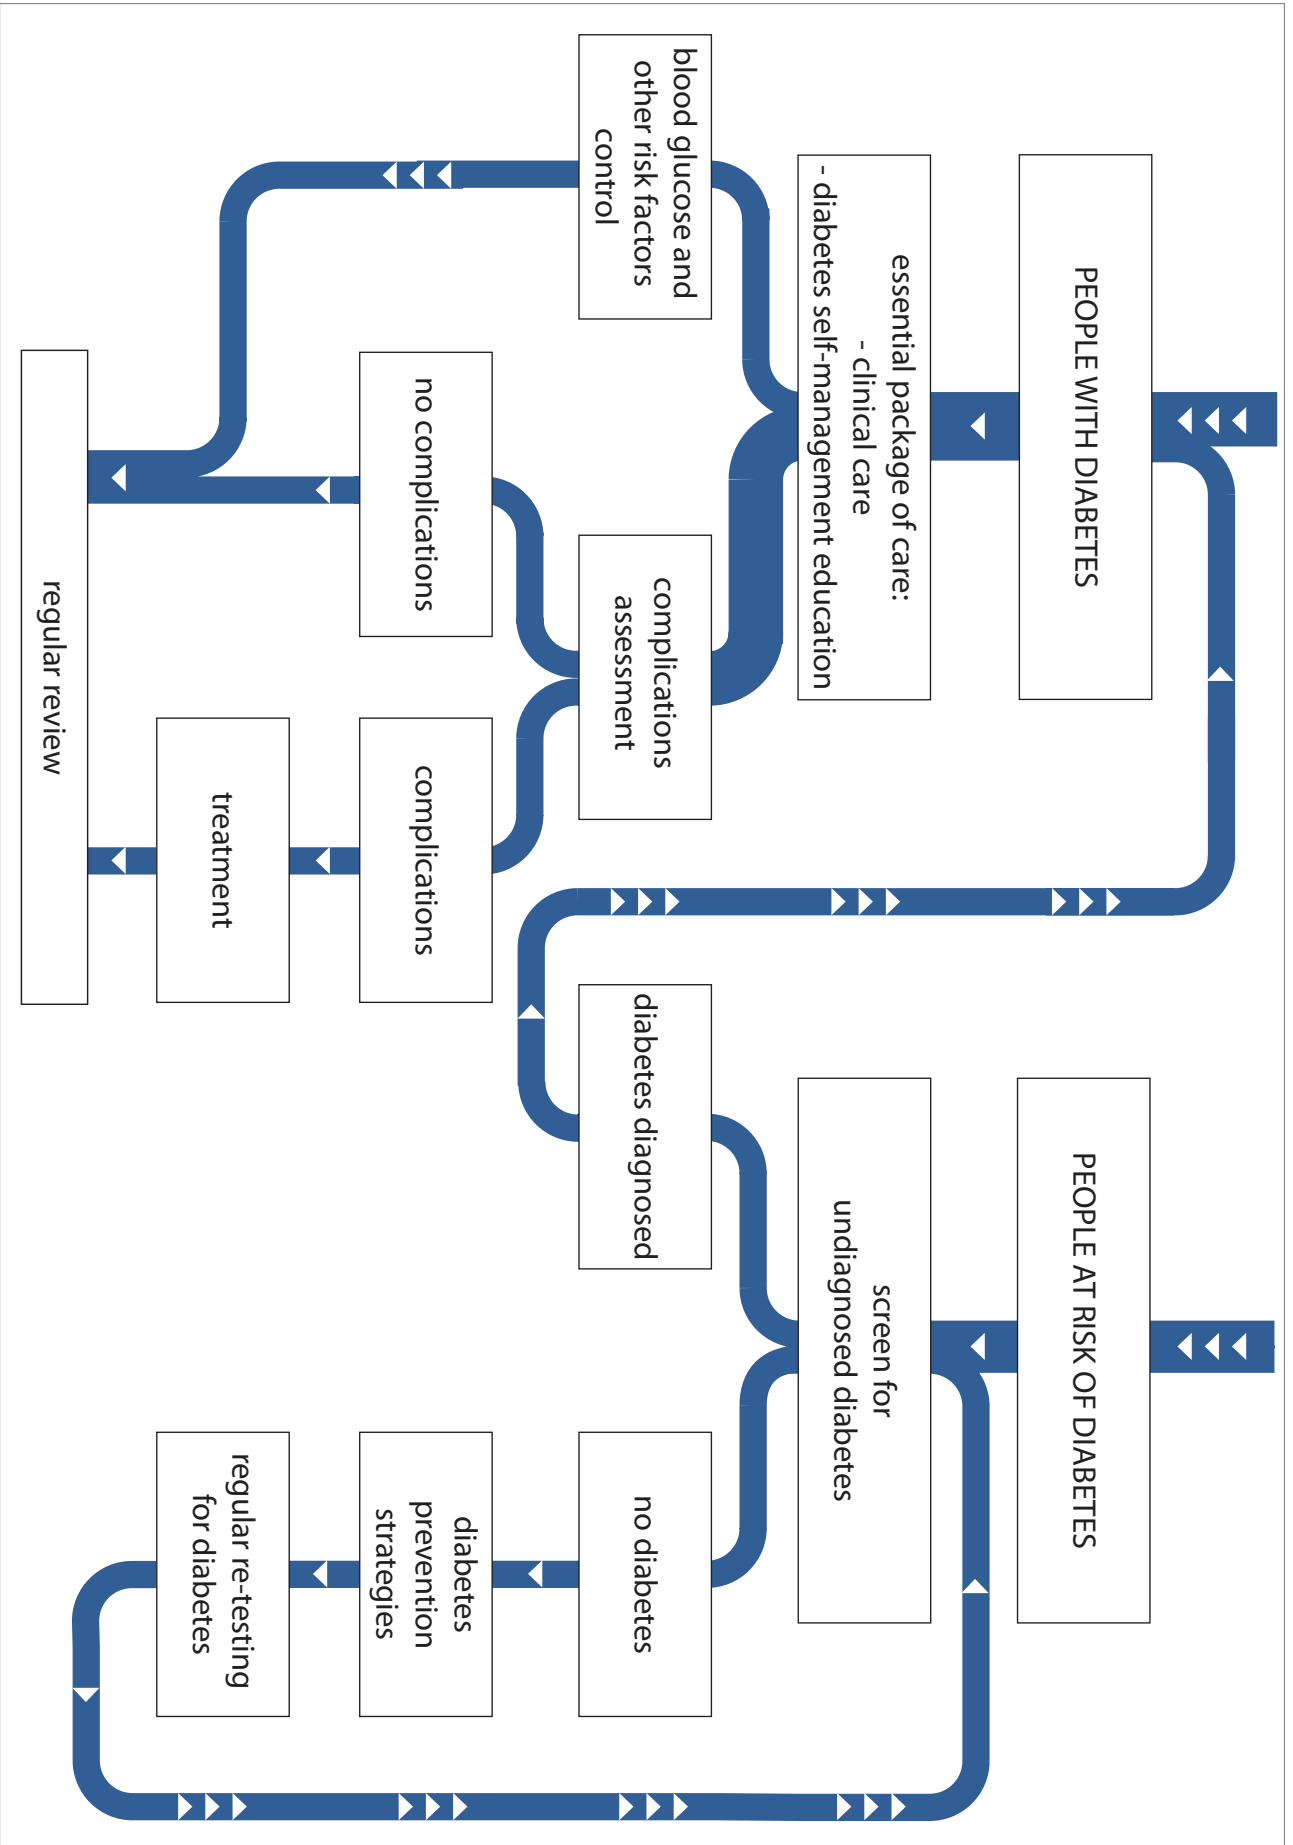 PEOPLE WITH DIABETES
essential package of care:
- clinical care
- diabetes self-management education
blood glucose and
other risk factors
control
complications
assessment
no complications
complications
treatment
regular review
PEOPLE AT RISK OF DIABETES
screen for
undiagnosed diabetes
diabetes diagnosed
no diabetes
diabetes
prevention
strategies
regular re-testing
for diabetes